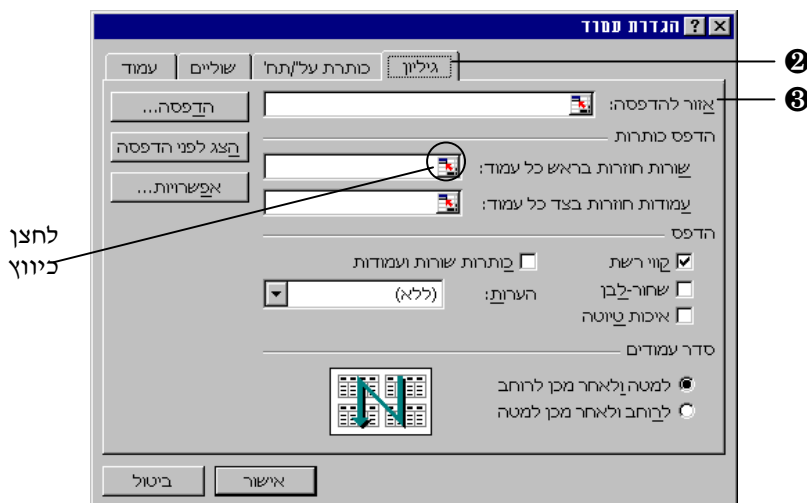 הגדרת עמוד
גיליון כותרת על'/תח' שוליים עמוד
❷
❸
אזור להדפסה:
הדפסה...
הדפס כותרות
הצג לפני הדפסה
שורות חוזרות בראש כל עמוד:
אפשרויות...
עמודות חוזרות בצד כל עמוד:
לחצן
כיווץ
הדפס
קווי רשת
כותרות שורות ועמודות
שחור-לבן
הערות: (ללא)
איכות טיוטה
סדר עמודים
למטה ולאחר מכן לרוחב
לרוחב ולאחר מכן למטה
אישור ביטול